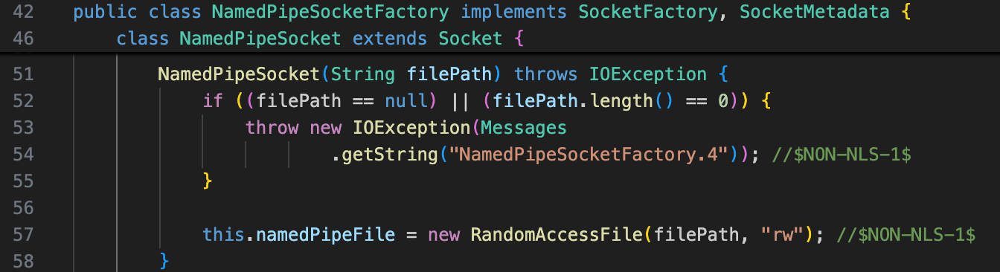 42 public class NamedPipeSocketFactory implements SocketFactory, SocketMetadata {
46 class NamedPipeSocket extends Socket {
51 NamedPipeSocket(String filePath) throws IOException {
52 if ((filePath == null) || (filePath.length() == 0)) {
53 throw new IOException(Messages
54 .getString("NamedPipeSocketFactory.4")); //$NON-NLS-1$
55 }
56
57 this.namedPipeFile = new RandomAccessFile(filePath, "rw"); //$NON-NLS-1$
58 }